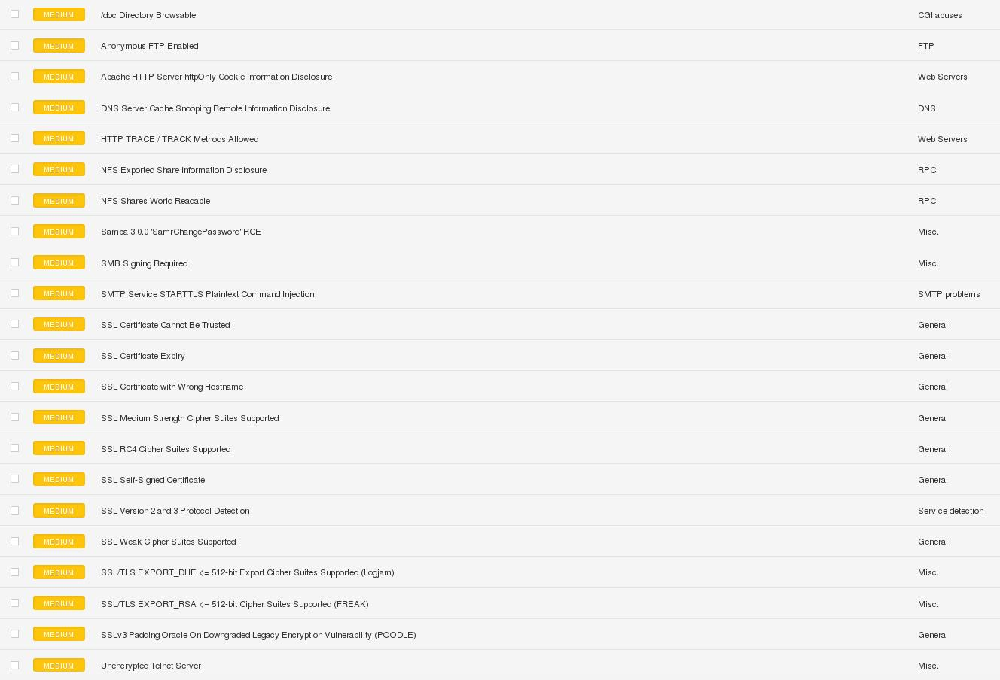 MEDIUM /doc Directory Browsable CGI abuses
MEDIUM Anonymous FTP Enabled FTP
MEDIUM Apache HTTP Server httpOnly Cookie Information Disclosure Web Servers
MEDIUM DNS Server Cache Snooping Remote Information Disclosure DNS
MEDIUM HTTP TRACE / TRACK Methods Allowed Web Servers
MEDIUM NFS Exported Share Information Disclosure RPC
MEDIUM NFS Shares World Readable RPC
MEDIUM Samba 3.0.0 'SamrChangePassword' RCE Misc.
MEDIUM SMB Signing Required Misc.
MEDIUM SMTP Service STARTTLS Plaintext Command Injection SMTP problems
MEDIUM SSL Certificate Cannot Be Trusted General
MEDIUM SSL Certificate Expiry General
MEDIUM SSL Certificate with Wrong Hostname General
MEDIUM SSL Medium Strength Cipher Suites Supported General
MEDIUM SSL RC4 Cipher Suites Supported General
MEDIUM SSL Self-Signed Certificate General
MEDIUM SSL Version 2 and 3 Protocol Detection Service detection
MEDIUM SSL Weak Cipher Suites Supported General
MEDIUM SSL/TLS EXPORT_DHE <= 512-bit Export Cipher Suites Supported (Logjam) Misc.
MEDIUM SSL/TLS EXPORT_RSA <= 512-bit Cipher Suites Supported (FREAK) Misc.
MEDIUM SSLv3 Padding Oracle On Downgraded Legacy Encryption Vulnerability (POODLE) General
MEDIUM Unencrypted Telnet Server Misc.